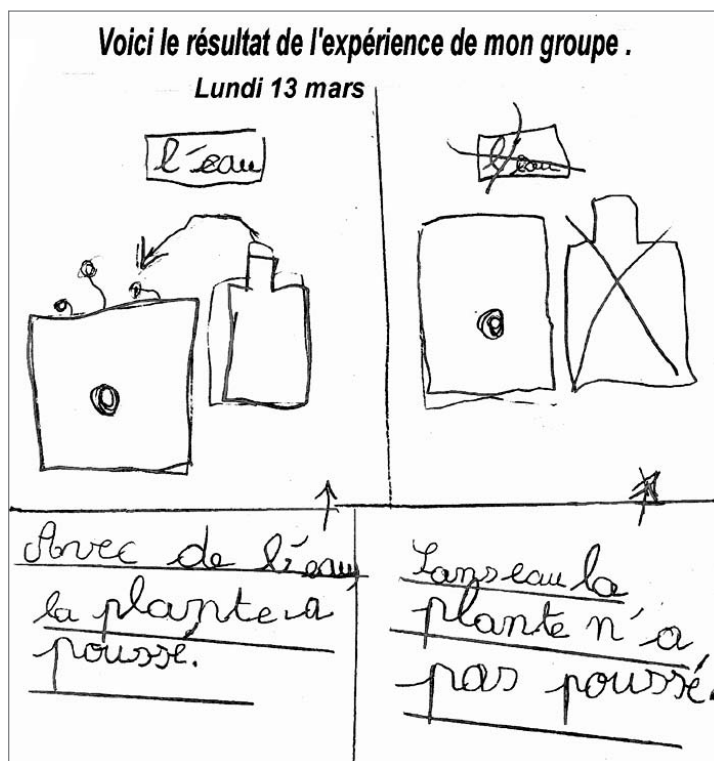 Voici le résultat de l'expérience de mon groupe .
Lundi 13 mars
l'eau
l'eau
Avec de l'eau
la plante a
poussé.
Sans eau la
plante n'a
pas poussé.